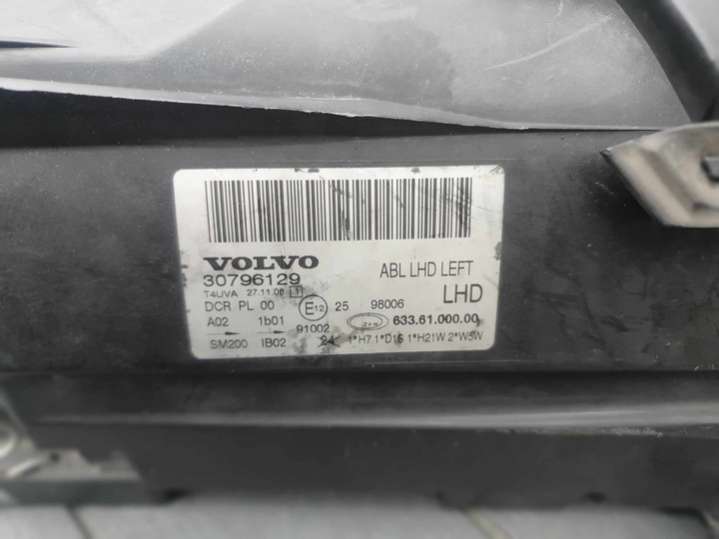 VOLVO
30796129 ABL LHD LEFT
T4UVA 27.11.08 LHD
DCR PL 00 E12 25 98006
A02 1b01 91002 633.61.000.00
SM200 IB02 24 1*H7 1*D1S 1*H21W 2*W5W